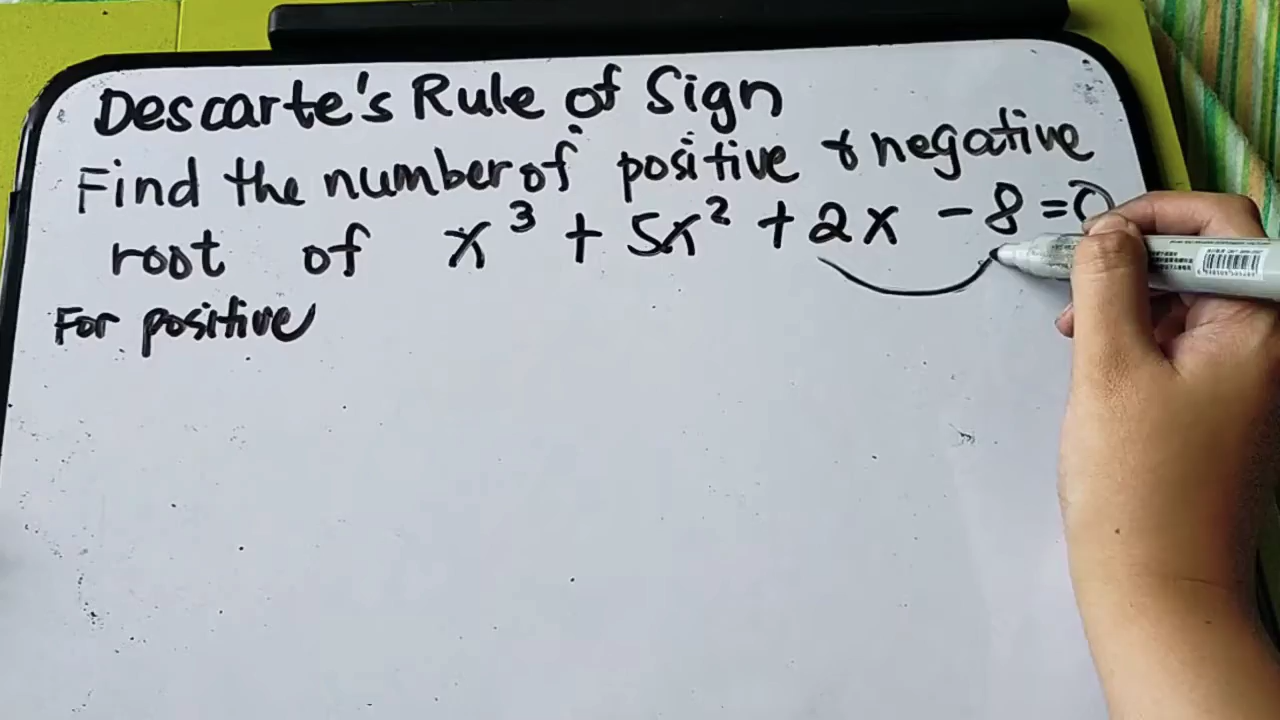 Descarte's Rule of Sign
Find the number of positive & negative
root of x³ + 5x² + 2x - 8 = 0
For positive